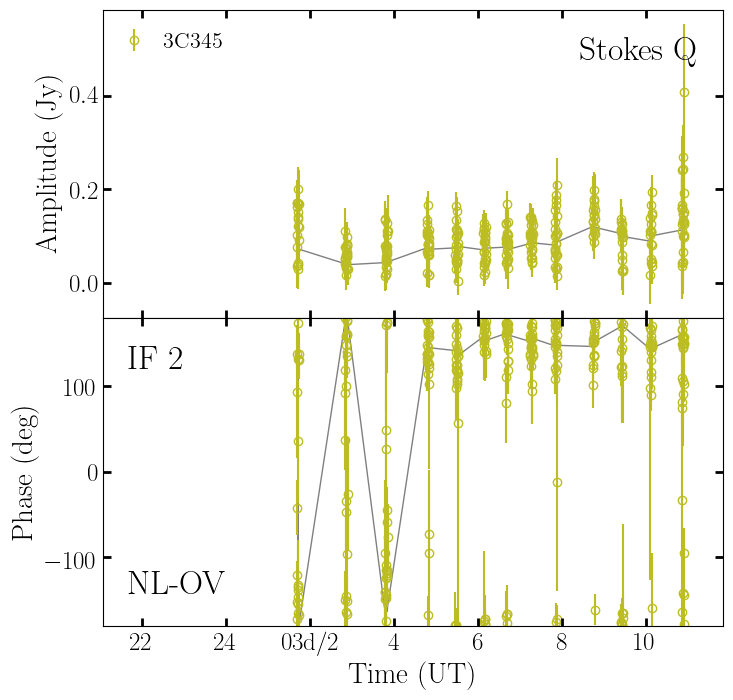 3C345
Stokes Q
0.4
0.2
0.0
Amplitude (Jy)
IF 2
100
0
−100
NL-OV
Phase (deg)
22 24 03d/2 4 6 8 10
Time (UT)